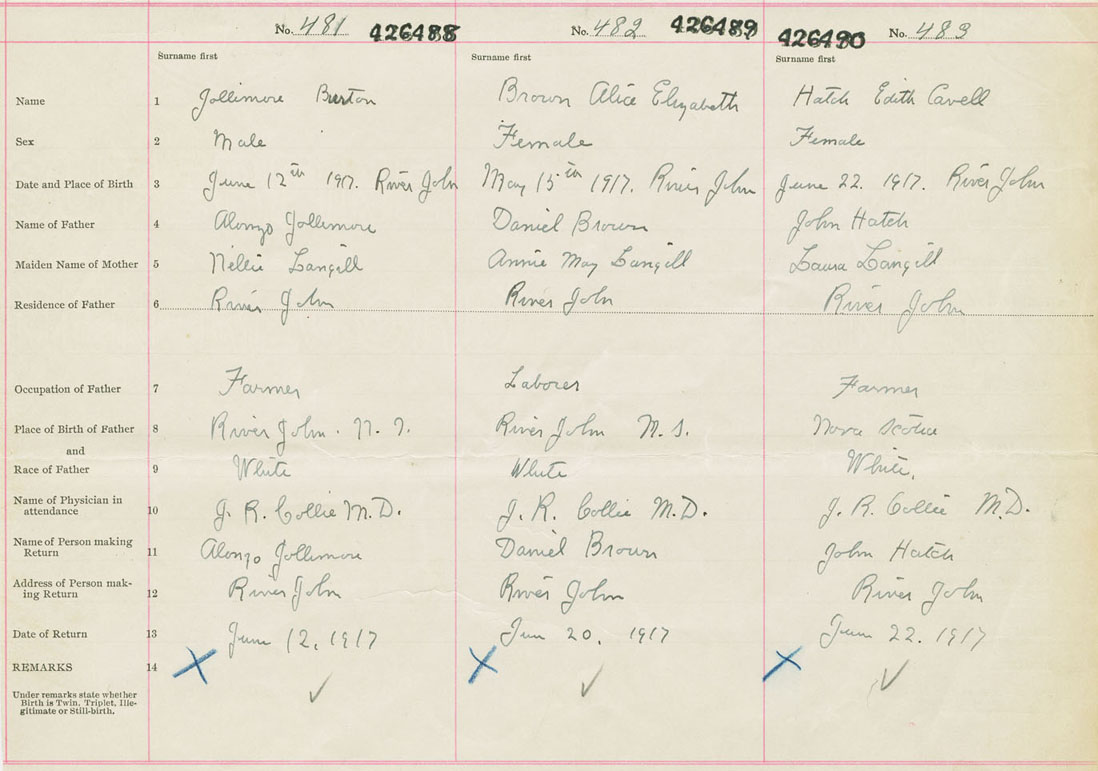 No. 481 426488 No. 482 426489 426490 No. 483
Surname first Surname first Surname first
Name 1 Jollimore Burton Brown Alice Elizabeth Hatch Edith Cavell
Sex 2 Male Female Female
Date and Place of Birth 3 June 12th 1917. River John May 15th 1917. River John June 22. 1917. River John
Name of Father 4 Alonzo Jollimore Daniel Brown John Hatch
Maiden Name of Mother 5 Nellie Langill Annie May Langill Laura Langill
Residence of Father 6 River John River John River John
Occupation of Father 7 Farmer Laborer Farmer
Place of Birth of Father 8 River John. N. S. River John N. S. Nova Scotia
and
Race of Father 9 White White White.
Name of Physician in
attendance 10 J. R. Collie M.D. J. R. Collie M.D. J. R. Collie M.D.
Name of Person making
Return 11 Alonzo Jollimore Daniel Brown John Hatch
Address of Person mak-
ing Return 12 River John River John River John
Date of Return 13 June 12, 1917 Jun 20, 1917 June 22. 1917
REMARKS 14
Under remarks state whether
Birth is Twin, Triplet, Ille-
gitimate or Still-birth.